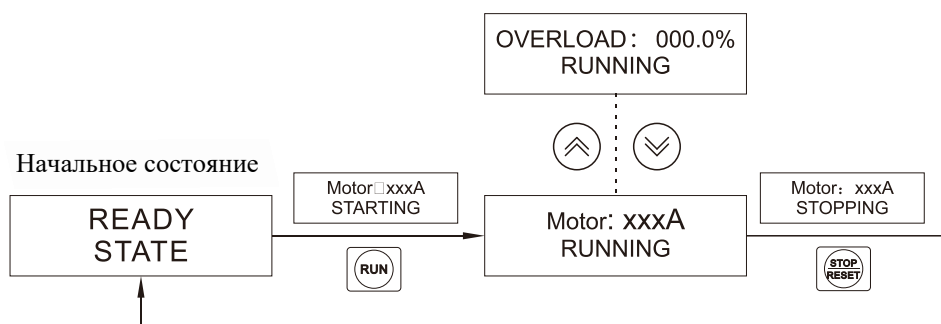 OVERLOAD: 000.0%
RUNNING
Начальное состояние
READY
STATE
Motor□xxxA
STARTING
RUN
Motor: xxxA
RUNNING
Motor: xxxA
STOPPING
STOP
RESET